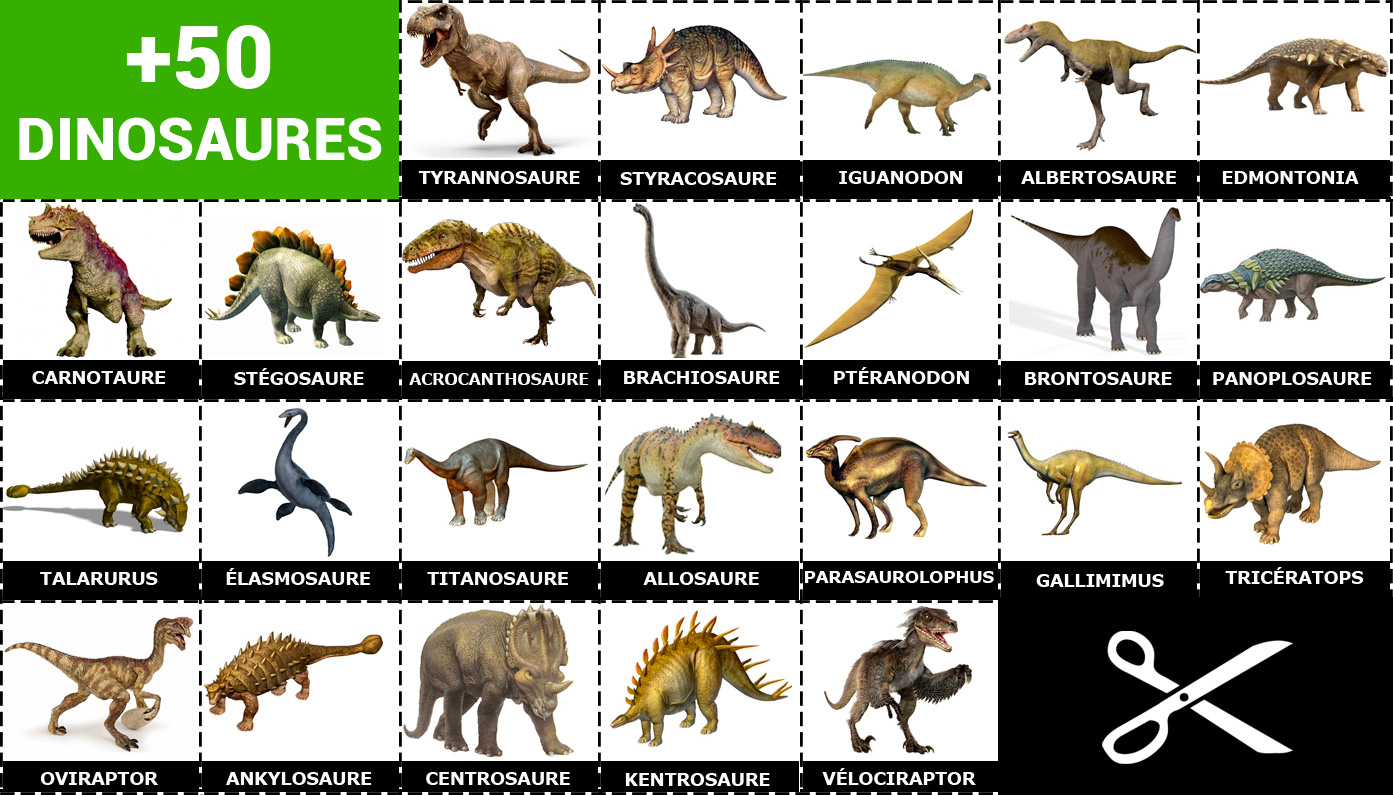 +50
DINOSAURES
TYRANNOSAURE
STYRACOSAURE
IGUANODON
ALBERTOSAURE
EDMONTONIA
CARNOTAURE
STÉGOSAURE
ACROCANTHOSAURE
BRACHIOSAURE
PTÉRANODON
BRONTOSAURE
PANOPLOSAURE
TALARURUS
ÉLASMOSAURE
TITANOSAURE
ALLOSAURE
PARASAUROLOPHUS
GALLIMIMUS
TRICÉRATOPS
OVIRAPTOR
ANKYLOSAURE
CENTROSAURE
KENTROSAURE
VÉLOCIRAPTOR